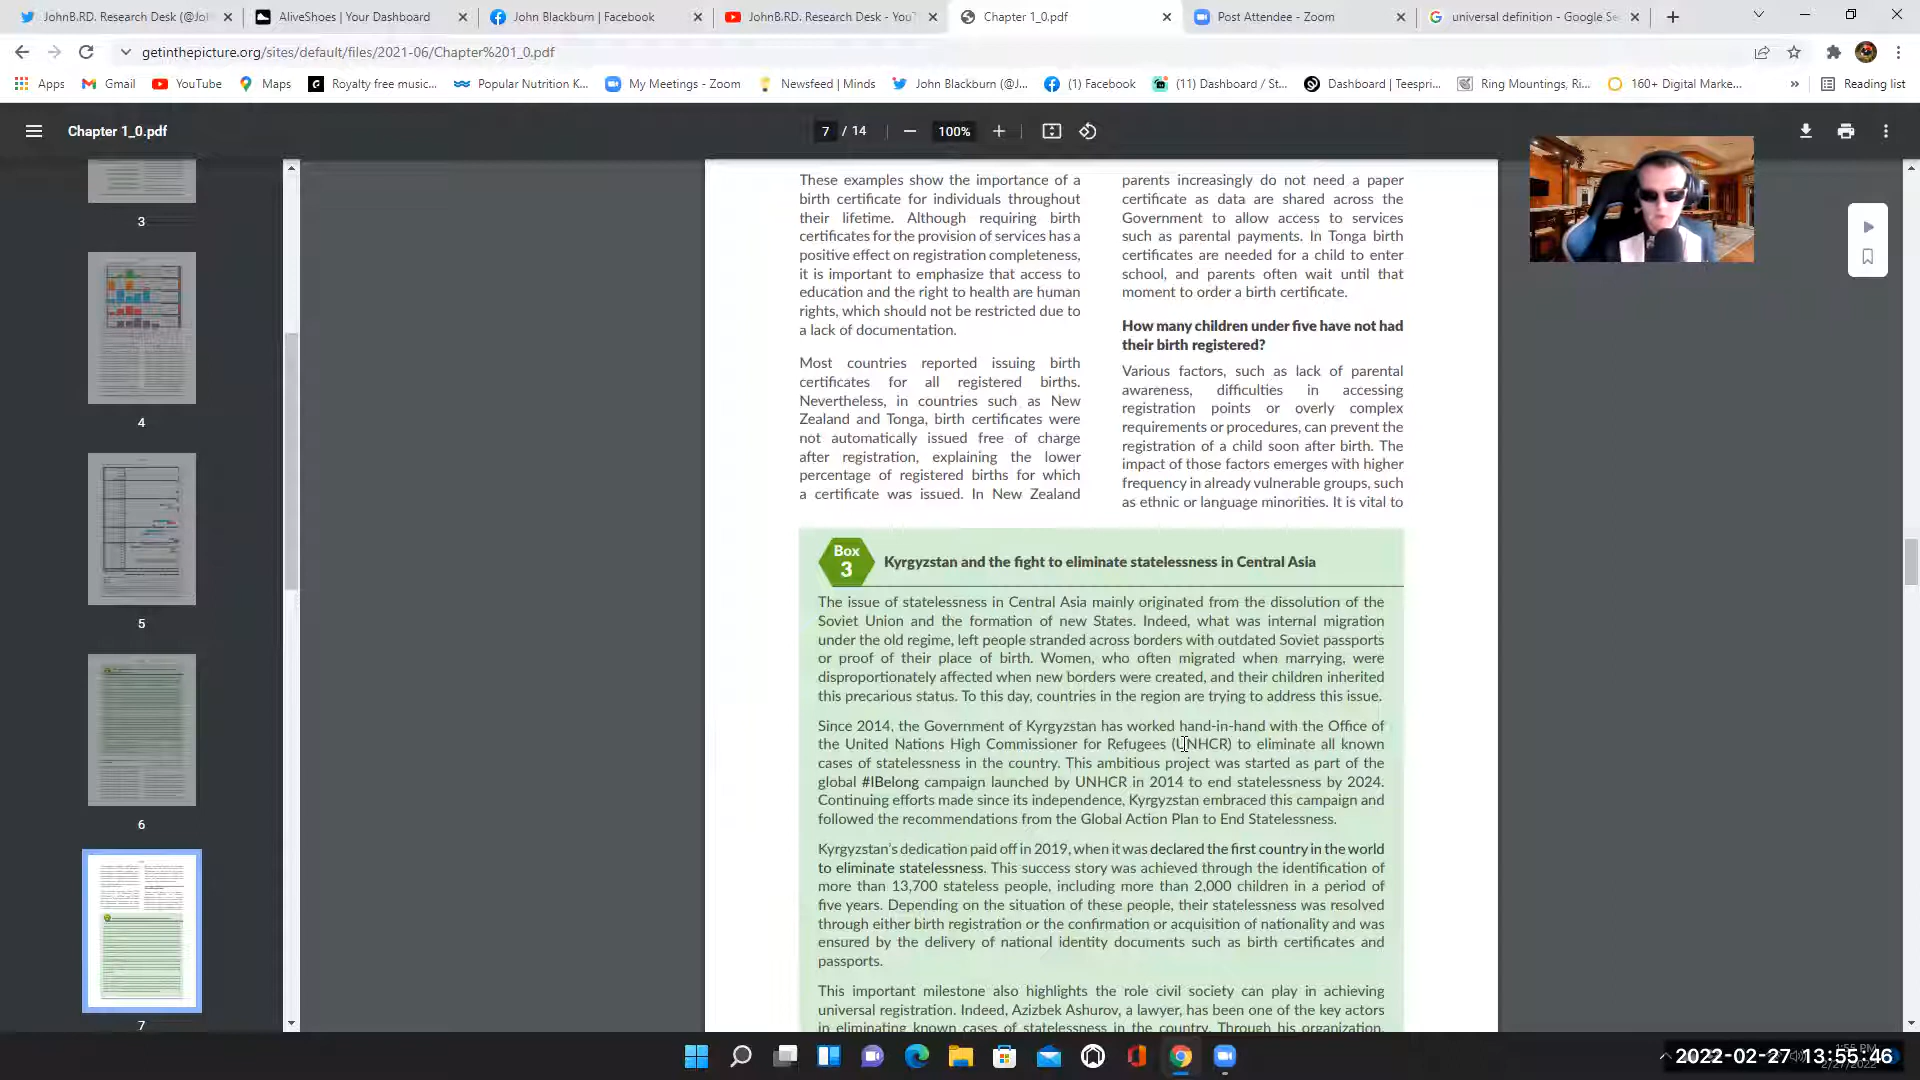 JohnB.RD. Research Desk (@Joh
AliveShoes | Your Dashboard
John Blackburn | Facebook
JohnB.RD. Research Desk - YouT
Chapter 1_0.pdf
Post Attendee - Zoom
universal definition - Google Se
getinthepicture.org/sites/default/files/2021-06/Chapter%201_0.pdf
Apps
Gmail
YouTube
Maps
Royalty free music...
Popular Nutrition K...
My Meetings - Zoom
Newsfeed | Minds
John Blackburn (@J...
(1) Facebook
(11) Dashboard / St...
Dashboard | Teespri...
Ring Mountings, Ri...
160+ Digital Marke...
Reading list
Chapter 1_0.pdf
7 / 14
100%
3
4
5
6
7
These examples show the importance of a
birth certificate for individuals throughout
their lifetime. Although requiring birth
certificates for the provision of services has a
positive effect on registration completeness,
it is important to emphasize that access to
education and the right to health are human
rights, which should not be restricted due to
a lack of documentation.
Most countries reported issuing birth
certificates for all registered births.
Nevertheless, in countries such as New
Zealand and Tonga, birth certificates were
not automatically issued free of charge
after registration, explaining the lower
percentage of registered births for which
a certificate was issued. In New Zealand
parents increasingly do not need a paper
certificate as data are shared across the
Government to allow access to services
such as parental payments. In Tonga birth
certificates are needed for a child to enter
school, and parents often wait until that
moment to order a birth certificate.
How many children under five have not had
their birth registered?
Various factors, such as lack of parental
awareness, difficulties in accessing
registration points or overly complex
requirements or procedures, can prevent the
registration of a child soon after birth. The
impact of those factors emerges with higher
frequency in already vulnerable groups, such
as ethnic or language minorities. It is vital to
Box
3
Kyrgyzstan and the fight to eliminate statelessness in Central Asia
The issue of statelessness in Central Asia mainly originated from the dissolution of the
Soviet Union and the formation of new States. Indeed, what was internal migration
under the old regime, left people stranded across borders with outdated Soviet passports
or proof of their place of birth. Women, who often migrated when marrying, were
disproportionately affected when new borders were created, and their children inherited
this precarious status. To this day, countries in the region are trying to address this issue.
Since 2014, the Government of Kyrgyzstan has worked hand-in-hand with the Office of
the United Nations High Commissioner for Refugees (UNHCR) to eliminate all known
cases of statelessness in the country. This ambitious project was started as part of the
global #IBelong campaign launched by UNHCR in 2014 to end statelessness by 2024.
Continuing efforts made since its independence, Kyrgyzstan embraced this campaign and
followed the recommendations from the Global Action Plan to End Statelessness.
Kyrgyzstan's dedication paid off in 2019, when it was declared the first country in the world
to eliminate statelessness. This success story was achieved through the identification of
more than 13,700 stateless people, including more than 2,000 children in a period of
five years. Depending on the situation of these people, their statelessness was resolved
through either birth registration or the confirmation or acquisition of nationality and was
ensured by the delivery of national identity documents such as birth certificates and
passports.
This important milestone also highlights the role civil society can play in achieving
universal registration. Indeed, Azizbek Ashurov, a lawyer, has been one of the key actors
in eliminating known cases of statelessness in the country. Through his organization,
1:55 PM
2022-02-27 13:55:46
2/27/2022